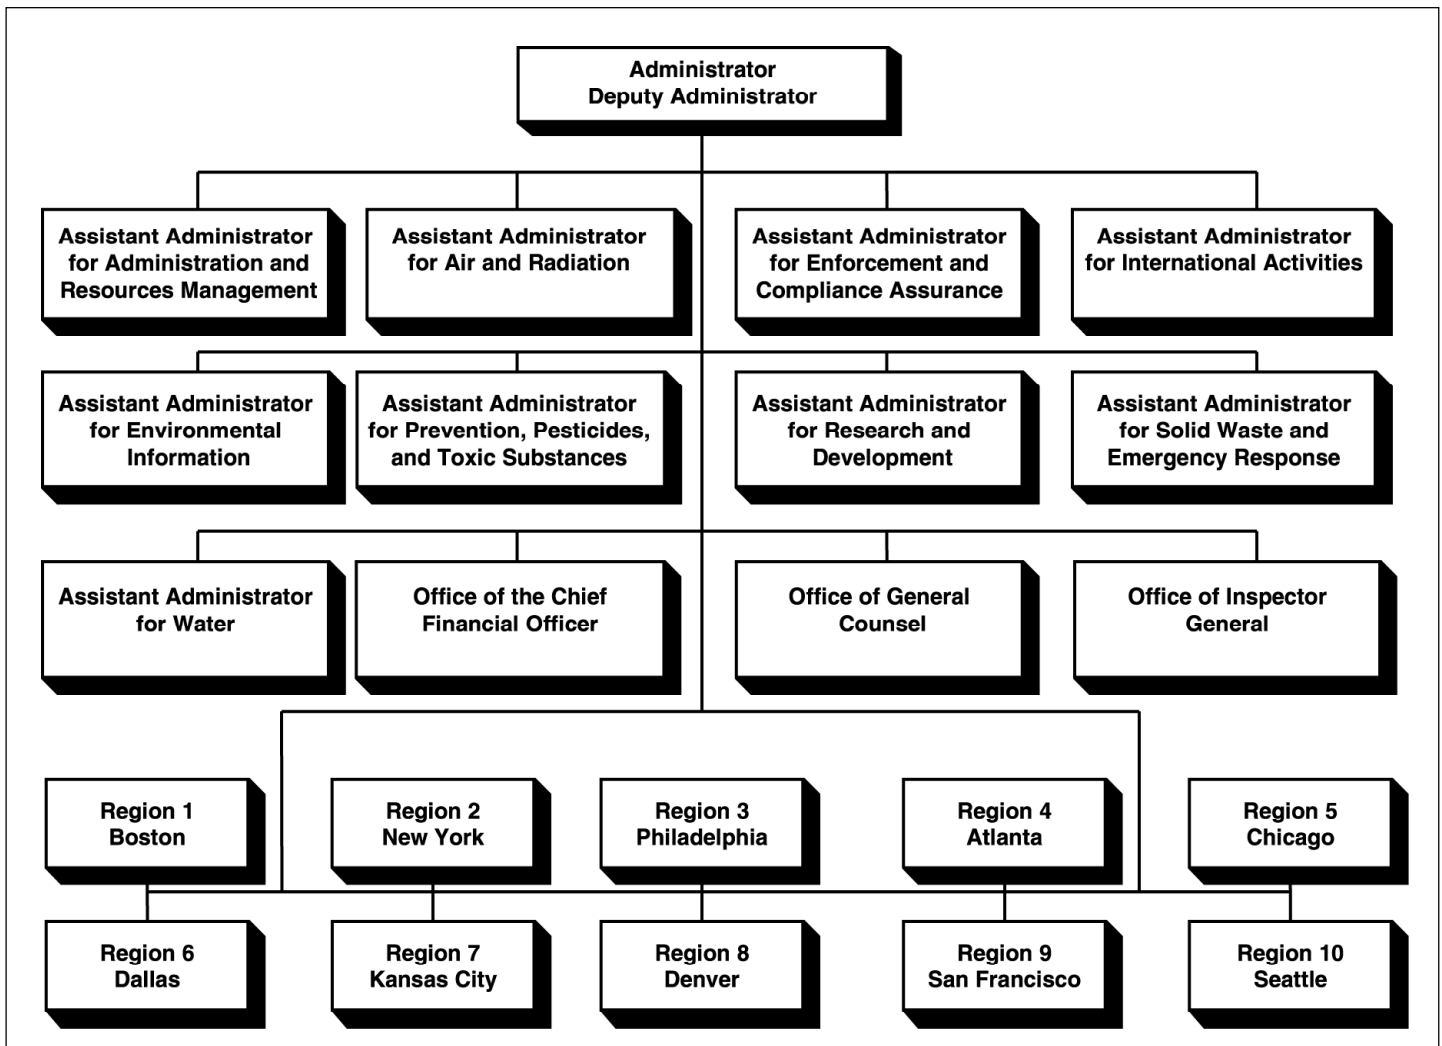 Administrator
Deputy Administrator
Assistant Administrator
for Administration and
Resources Management
Assistant Administrator
for Air and Radiation
Assistant Administrator
for Enforcement and
Compliance Assurance
Assistant Administrator
for International Activities
Assistant Administrator
for Environmental
Information
Assistant Administrator
for Prevention, Pesticides,
and Toxic Substances
Assistant Administrator
for Research and
Development
Assistant Administrator
for Solid Waste and
Emergency Response
Assistant Administrator
for Water
Office of the Chief
Financial Officer
Office of General
Counsel
Office of Inspector
General
Region 1
Boston
Region 2
New York
Region 3
Philadelphia
Region 4
Atlanta
Region 5
Chicago
Region 6
Dallas
Region 7
Kansas City
Region 8
Denver
Region 9
San Francisco
Region 10
Seattle